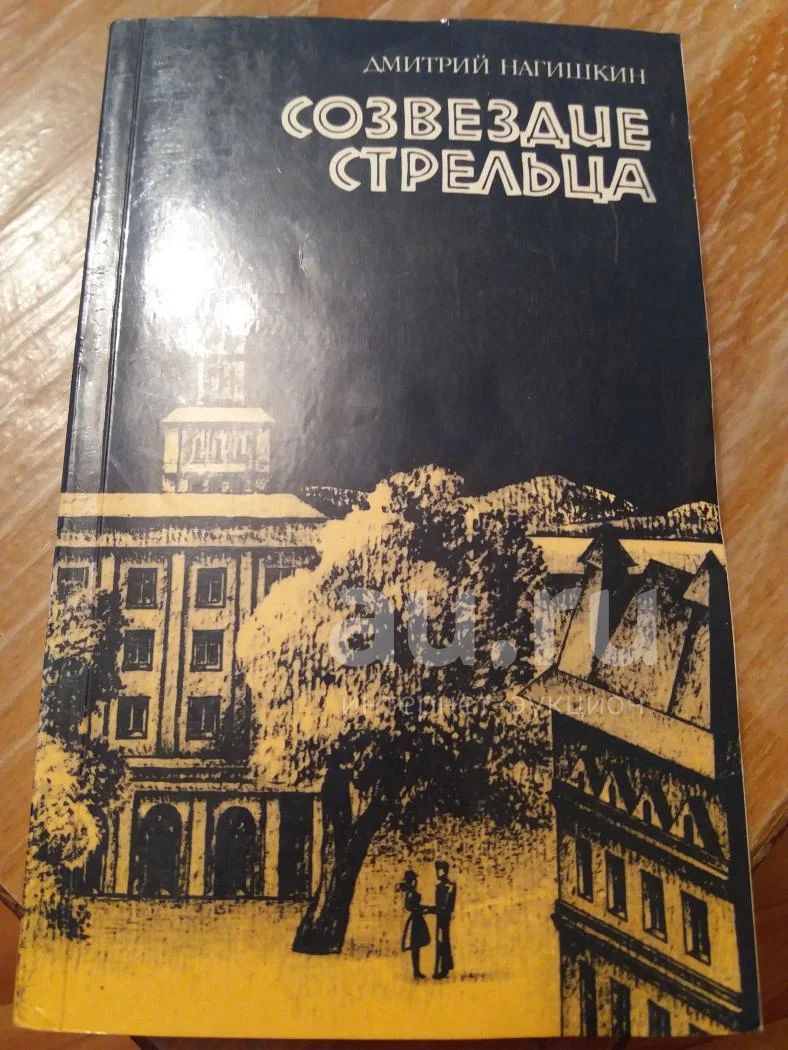 ДМИТРИЙ НАГИШКИН
СОЗВЕЗДИЕ
СТРЕЛЬЦА
au.ru
интернет-аукцион